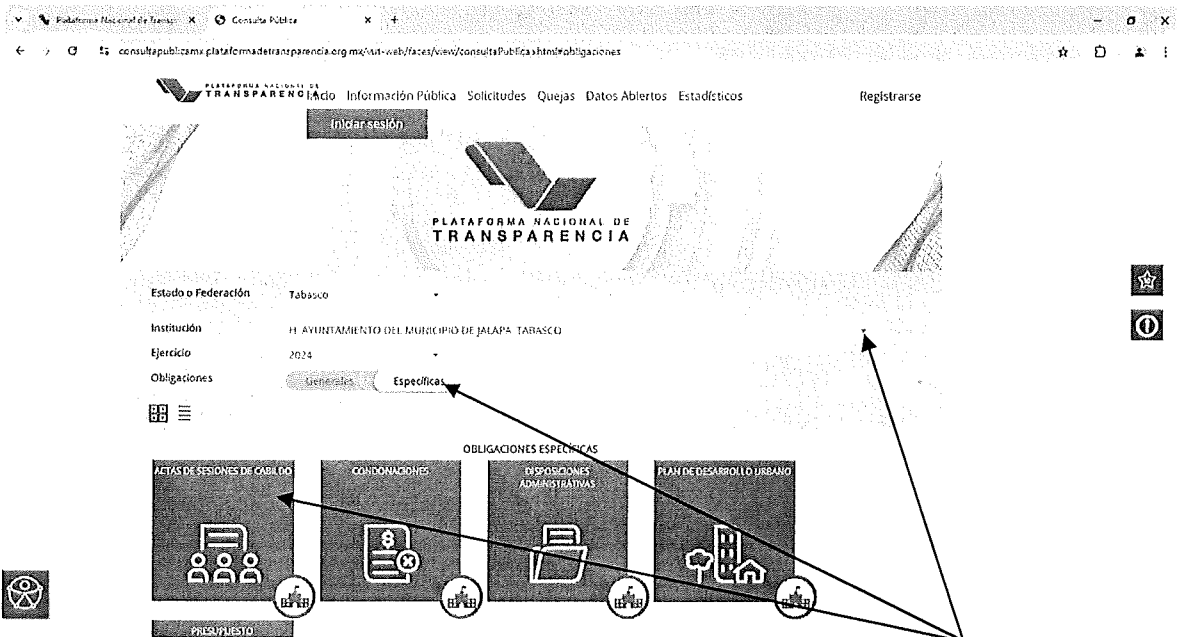 Plataforma Nacional de Transp
Consulta Pública
consultapublicamx.plataformadetransparencia.org.mx/vut-web/faces/view/consultaPublica.xhtml#obligaciones
PLATAFORMA NACIONAL DE
TRANSPARENCIA
Inicio Información Pública Solicitudes Quejas Datos Abiertos Estadísticos Registrarse
Iniciar sesión
PLATAFORMA NACIONAL DE
TRANSPARENCIA
Estado o Federación Tabasco
Institución H. AYUNTAMIENTO DEL MUNICIPIO DE JALAPA TABASCO
Ejercicio 2024
Obligaciones Generales Específicas
OBLIGACIONES ESPECÍFICAS
ACTAS DE SESIONES DE CABILDO
CONDONACIONES
DISPOSICIONES
ADMINISTRATIVAS
PLAN DE DESARROLLO URBANO
PRESUPUESTO